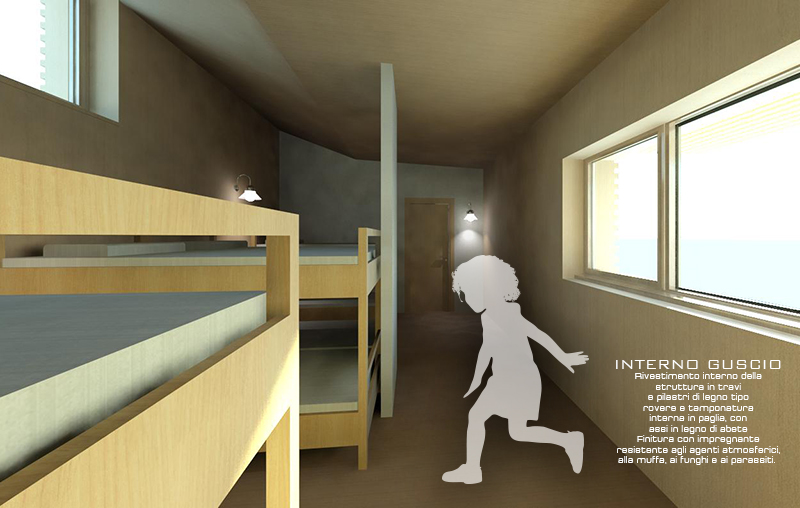 INTERNO GUSCIO
Rivestimento interno della
struttura in travi
e pilastri di legno tipo
rovere e tamponatura
interna in paglia, con
assi in legno di abete
Finitura con impregnante
resistente agli agenti atmosferici,
alla muffa, ai funghi e ai parassiti.